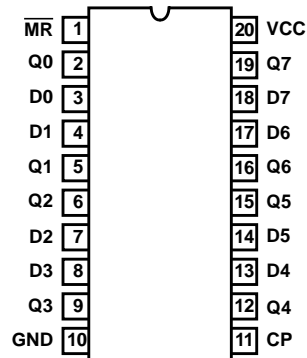 M̅R̅ 1 20 VCC
Q0 2 19 Q7
D0 3 18 D7
D1 4 17 D6
Q1 5 16 Q6
Q2 6 15 Q5
D2 7 14 D5
D3 8 13 D4
Q3 9 12 Q4
GND 10 11 CP